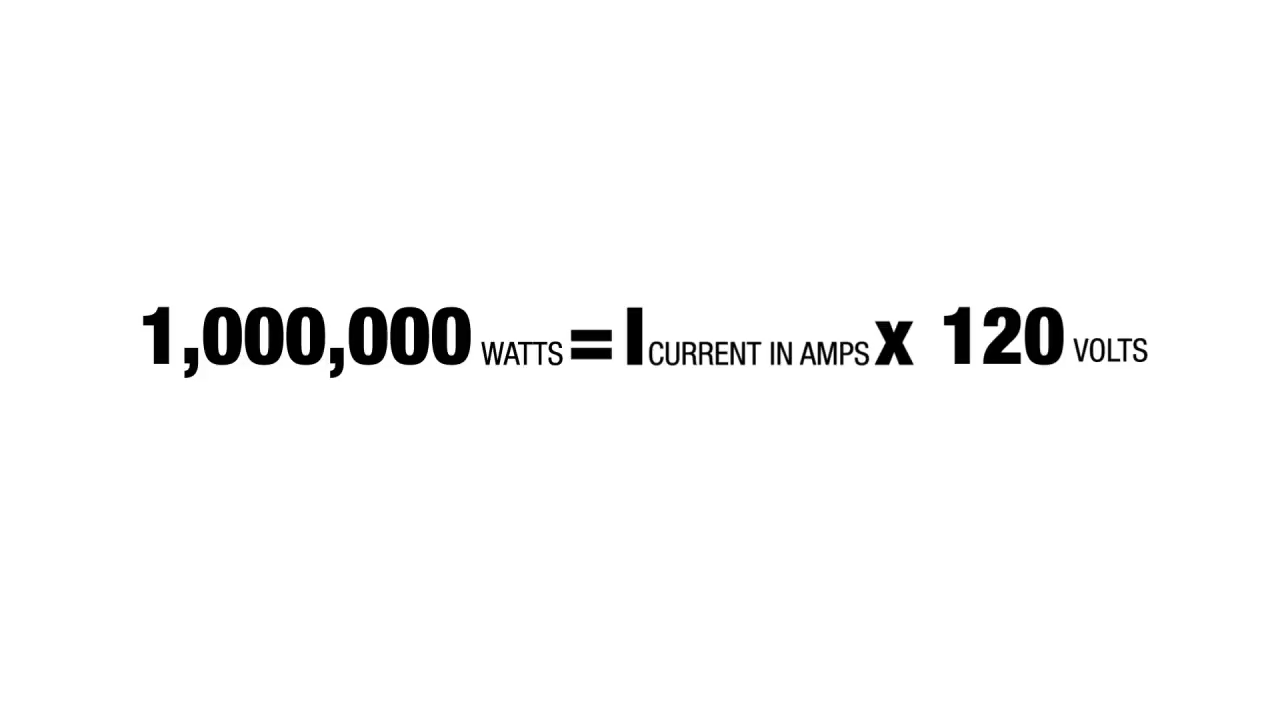 1,000,000 WATTS = I CURRENT IN AMPS x 120 VOLTS